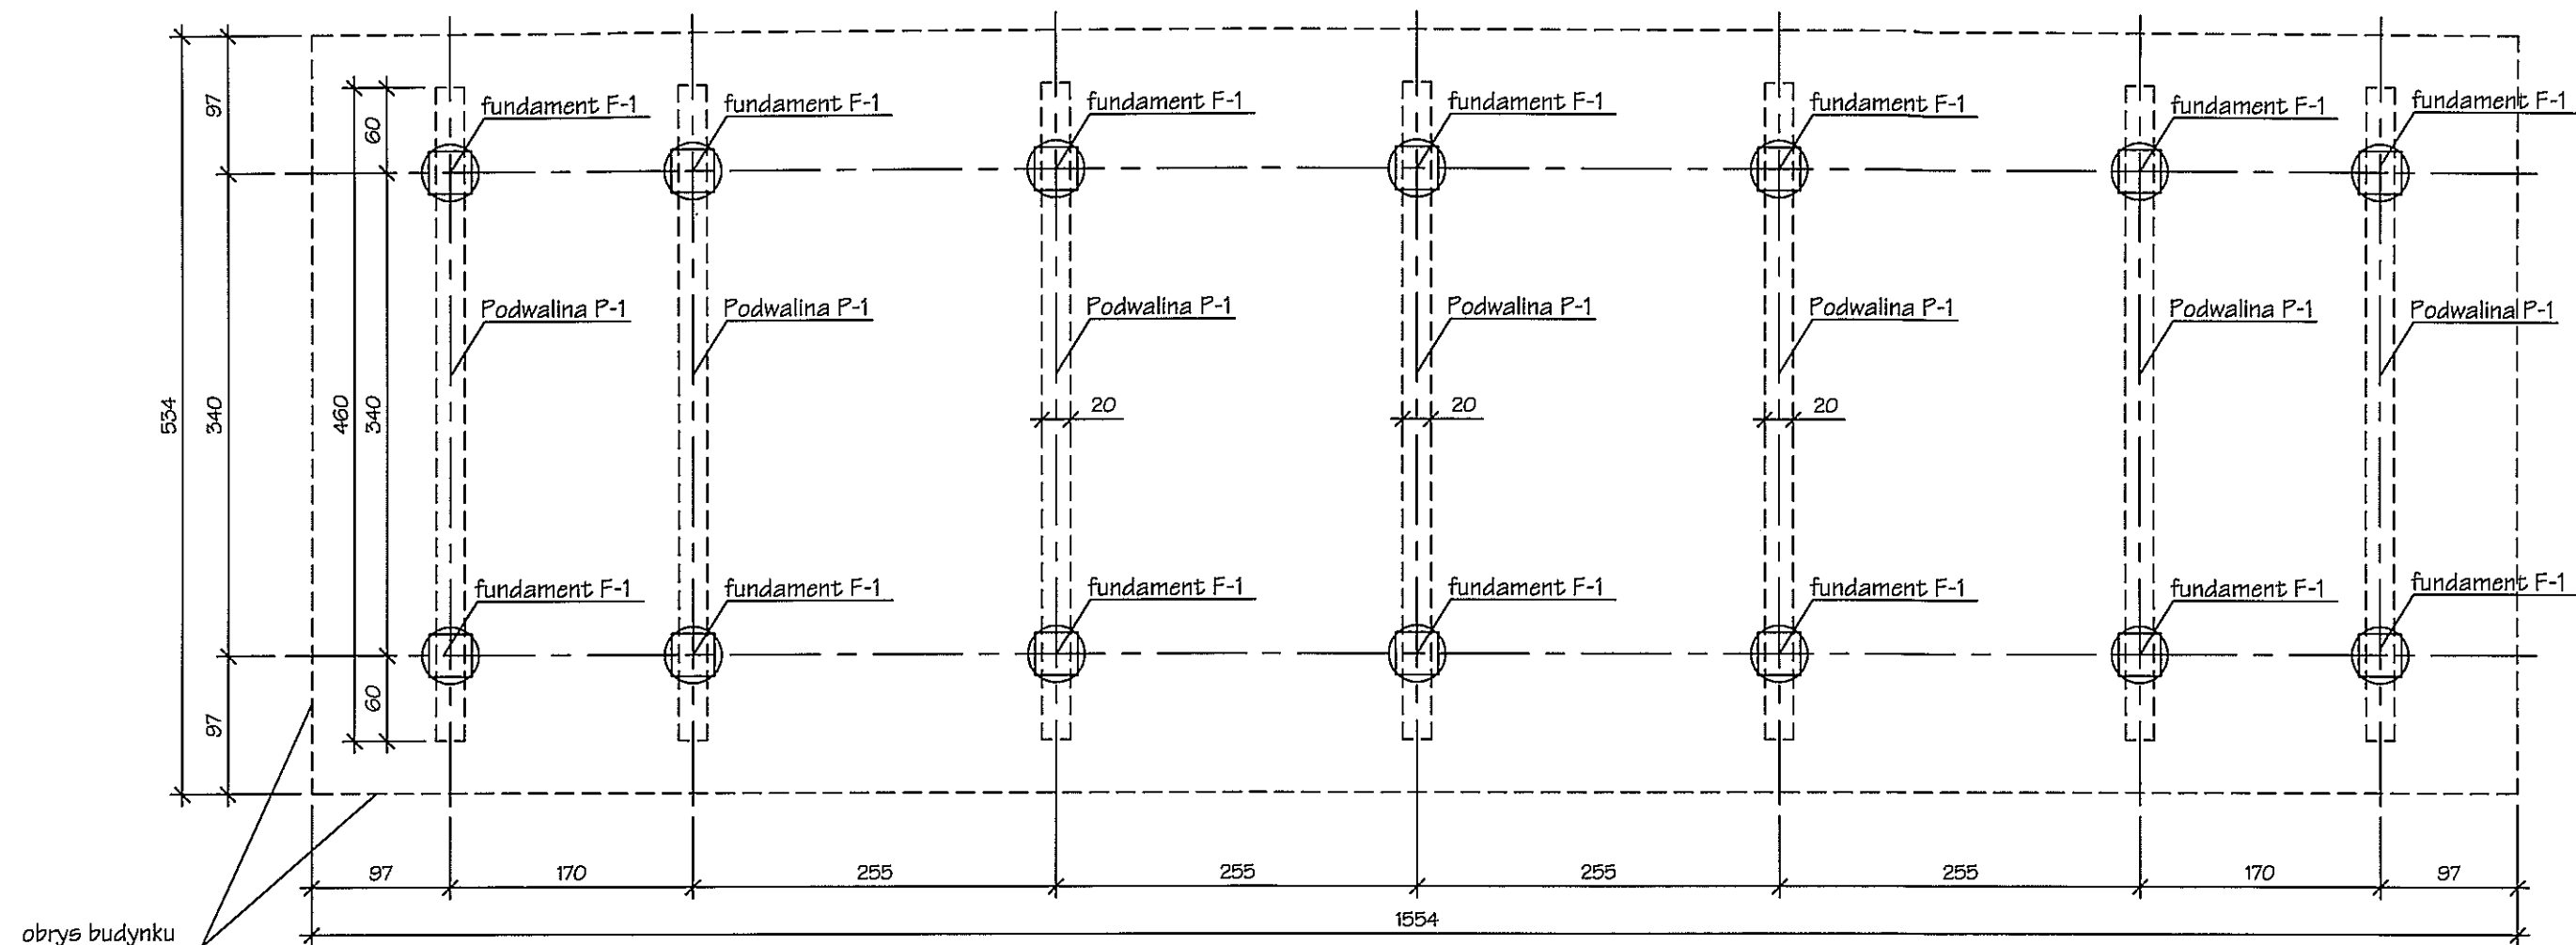 fundament F-1
fundament F-1
fundament F-1
fundament F-1
fundament F-1
fundament F-1
fundament F-1
97
60
Podwalina P-1
Podwalina P-1
Podwalina P-1
Podwalina P-1
Podwalina P-1
Podwalina P-1
Podwalina P-1
534
340
460
340
20
20
20
fundament F-1
fundament F-1
fundament F-1
fundament F-1
fundament F-1
fundament F-1
fundament F-1
97
60
97
170
255
255
255
255
170
97
1554
obrys budynku